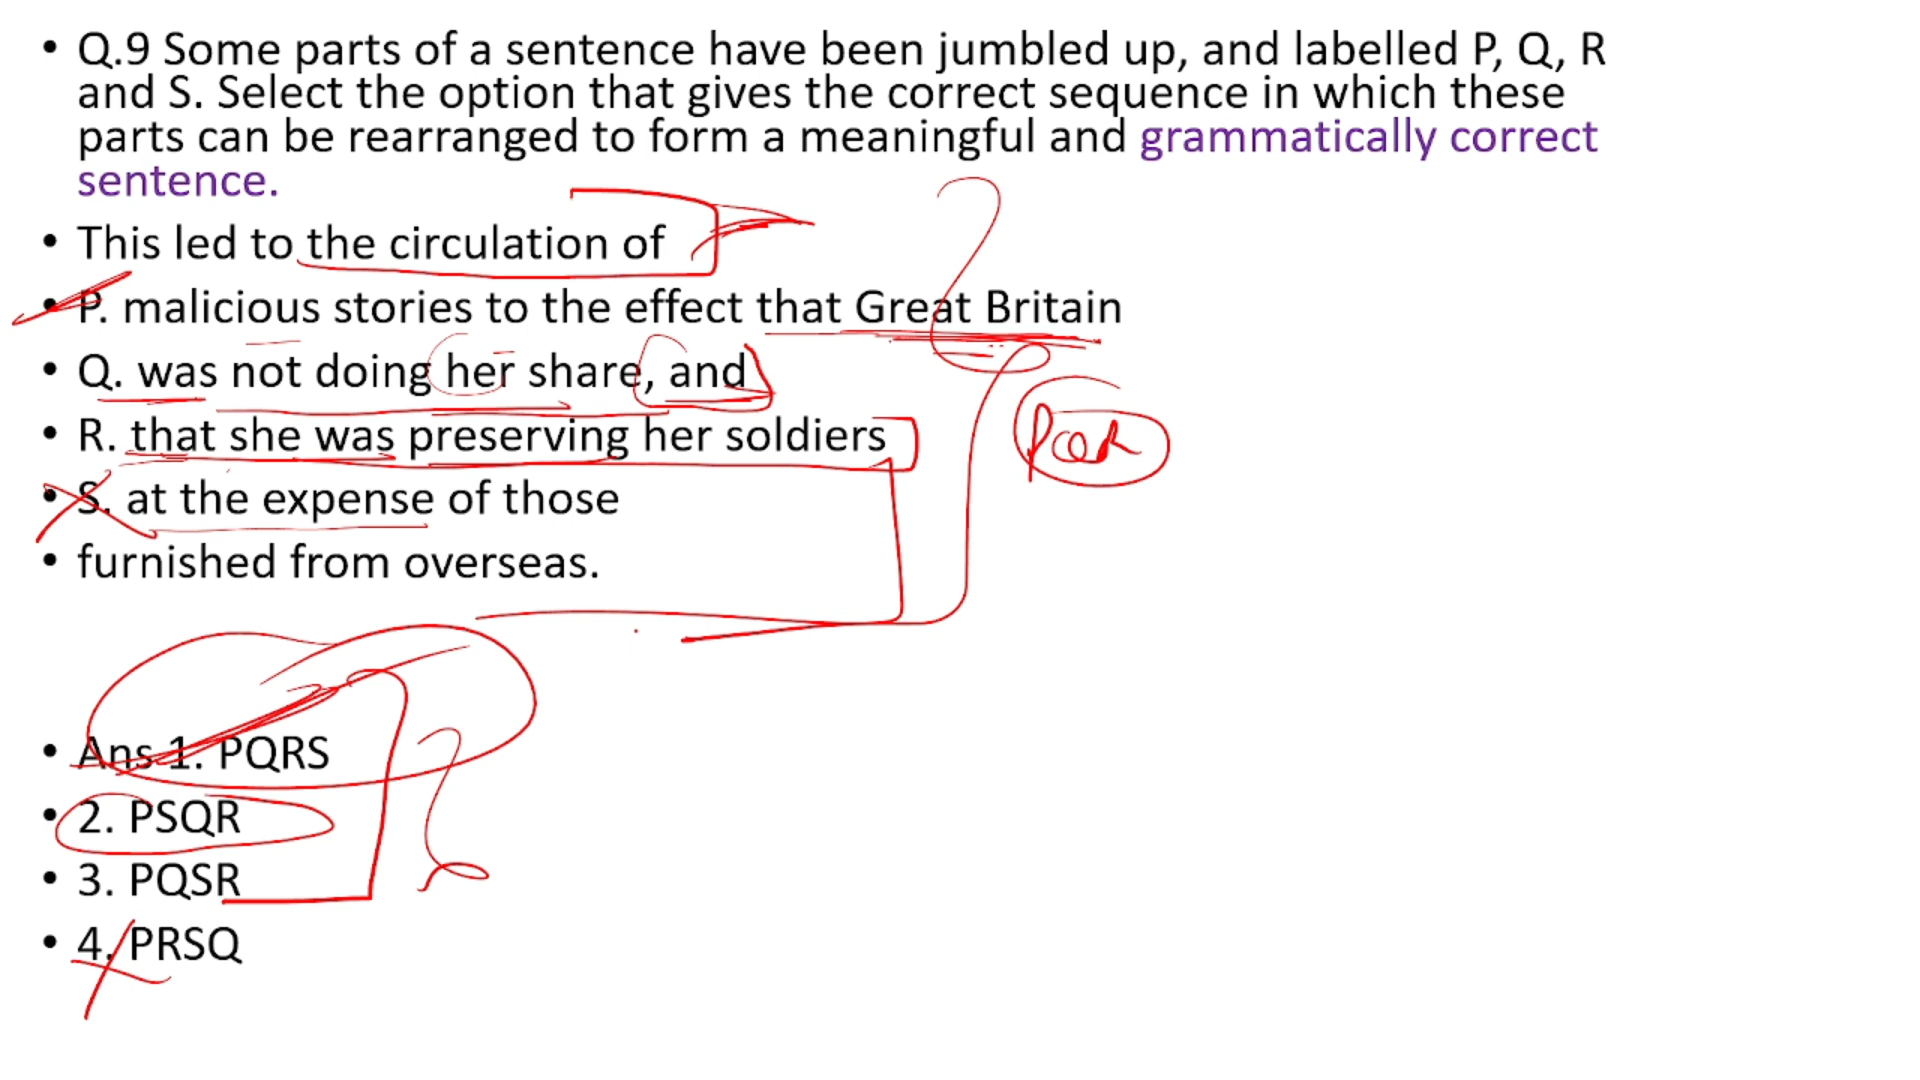 • Q.9 Some parts of a sentence have been jumbled up, and labelled P, Q, R
and S. Select the option that gives the correct sequence in which these
parts can be rearranged to form a meaningful and grammatically correct
sentence.
• This led to the circulation of
• P. malicious stories to the effect that Great Britain
• Q. was not doing her share, and
• R. that she was preserving her soldiers
• S. at the expense of those
• furnished from overseas.
• Ans 1. PQRS
• 2. PSQR
• 3. PQSR
• 4. PRSQ